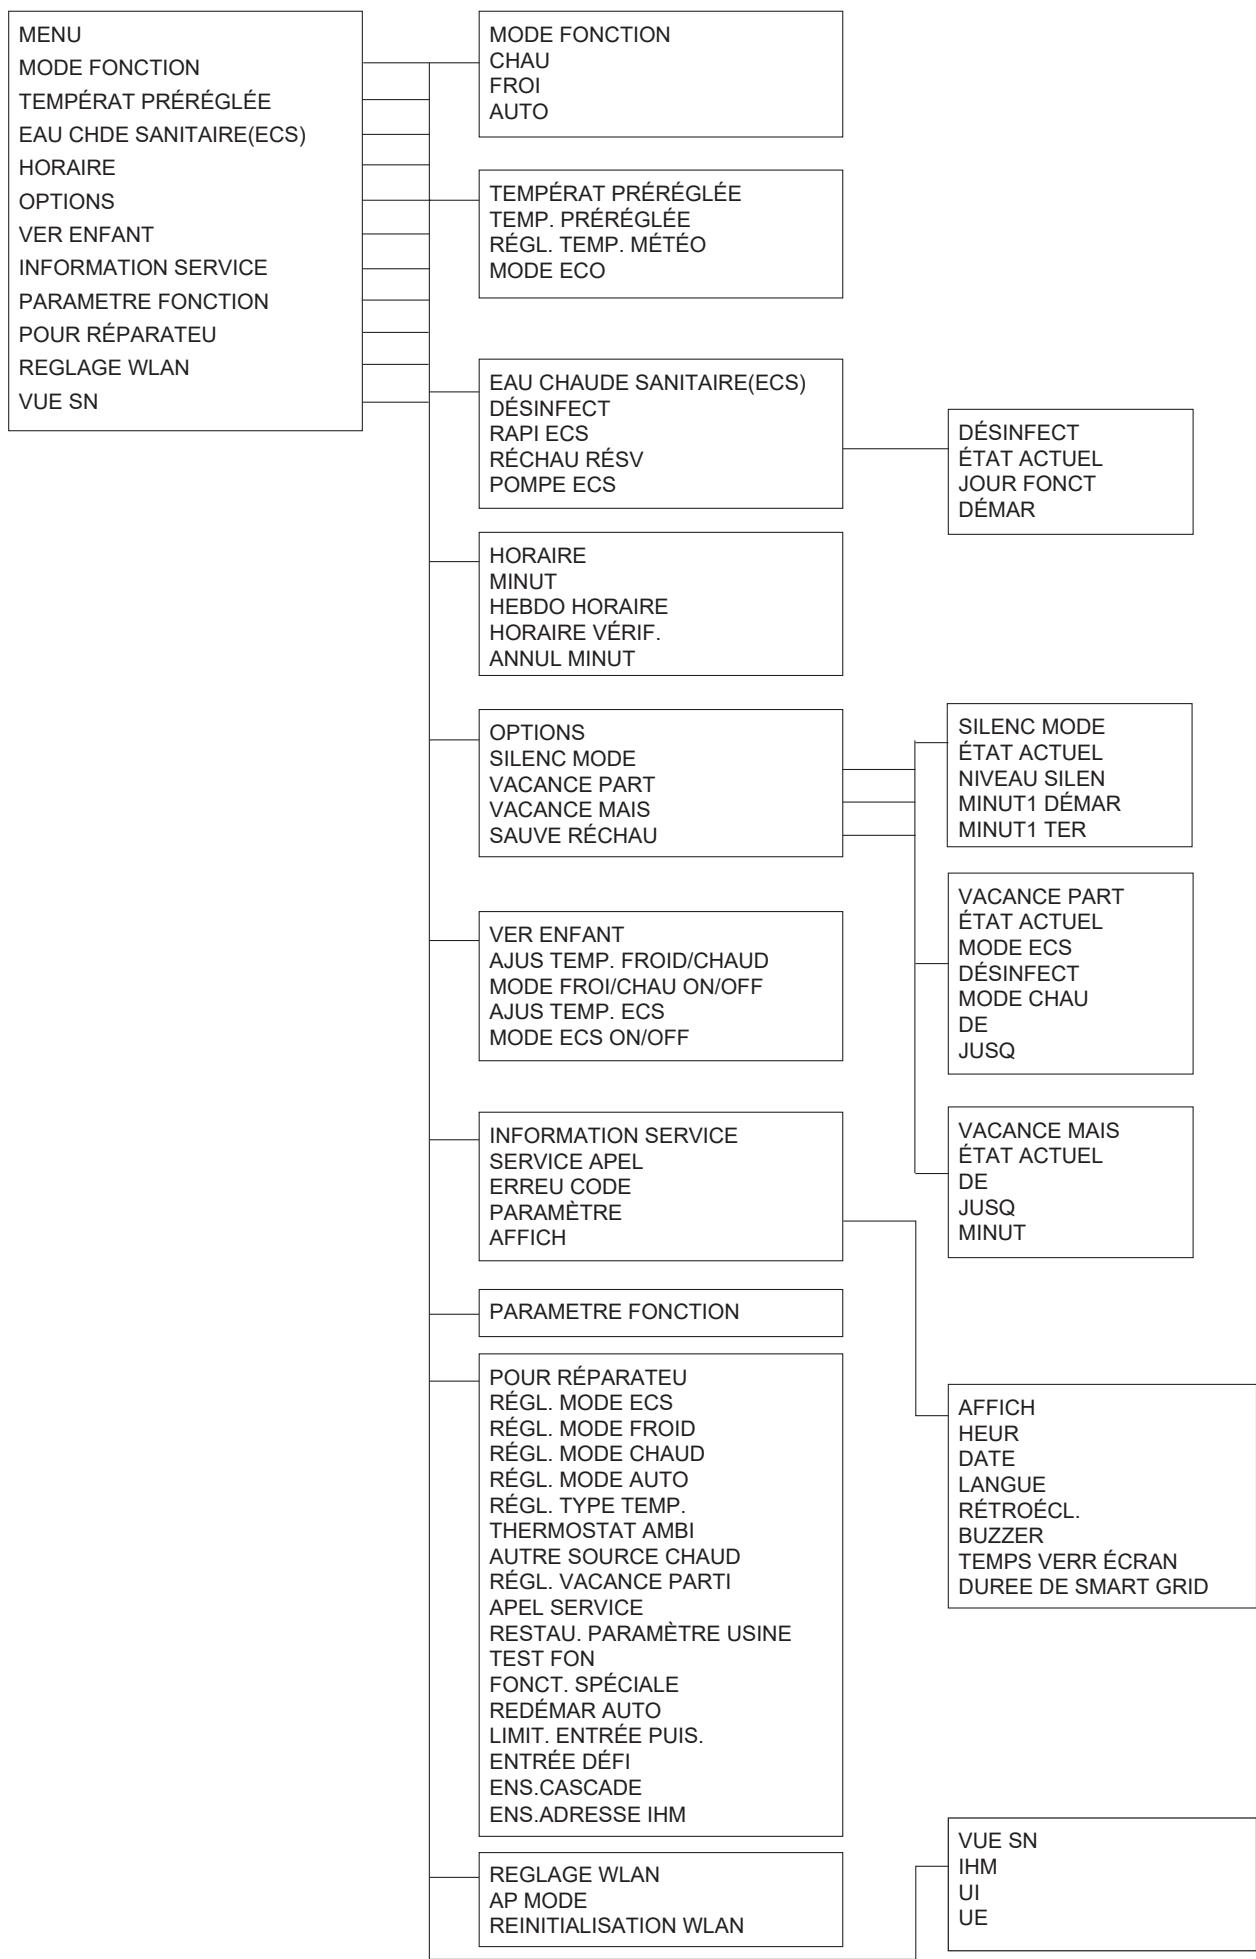 MENU
MODE FONCTION
TEMPÉRAT PRÉRÉGLÉE
EAU CHDE SANITAIRE(ECS)
HORAIRE
OPTIONS
VER ENFANT
INFORMATION SERVICE
PARAMETRE FONCTION
POUR RÉPARATEU
REGLAGE WLAN
VUE SN
MODE FONCTION
CHAU
FROI
AUTO
TEMPÉRAT PRÉRÉGLÉE
TEMP. PRÉRÉGLÉE
RÉGL. TEMP. MÉTÉO
MODE ECO
EAU CHAUDE SANITAIRE(ECS)
DÉSINFECT
RAPI ECS
RÉCHAU RÉSV
POMPE ECS
DÉSINFECT
ÉTAT ACTUEL
JOUR FONCT
DÉMAR
HORAIRE
MINUT
HEBDO HORAIRE
HORAIRE VÉRIF.
ANNUL MINUT
OPTIONS
SILENC MODE
VACANCE PART
VACANCE MAIS
SAUVE RÉCHAU
SILENC MODE
ÉTAT ACTUEL
NIVEAU SILEN
MINUT1 DÉMAR
MINUT1 TER
VACANCE PART
ÉTAT ACTUEL
MODE ECS
DÉSINFECT
MODE CHAU
DE
JUSQ
VACANCE MAIS
ÉTAT ACTUEL
DE
JUSQ
MINUT
VER ENFANT
AJUS TEMP. FROID/CHAUD
MODE FROI/CHAU ON/OFF
AJUS TEMP. ECS
MODE ECS ON/OFF
INFORMATION SERVICE
SERVICE APEL
ERREU CODE
PARAMÈTRE
AFFICH
AFFICH
HEUR
DATE
LANGUE
RÉTROÉCL.
BUZZER
TEMPS VERR ÉCRAN
DUREE DE SMART GRID
PARAMETRE FONCTION
POUR RÉPARATEU
RÉGL. MODE ECS
RÉGL. MODE FROID
RÉGL. MODE CHAUD
RÉGL. MODE AUTO
RÉGL. TYPE TEMP.
THERMOSTAT AMBI
AUTRE SOURCE CHAUD
RÉGL. VACANCE PARTI
APEL SERVICE
RESTAU. PARAMÈTRE USINE
TEST FON
FONCT. SPÉCIALE
REDÉMAR AUTO
LIMIT. ENTRÉE PUIS.
ENTRÉE DÉFI
ENS.CASCADE
ENS.ADRESSE IHM
REGLAGE WLAN
AP MODE
REINITIALISATION WLAN
VUE SN
IHM
UI
UE